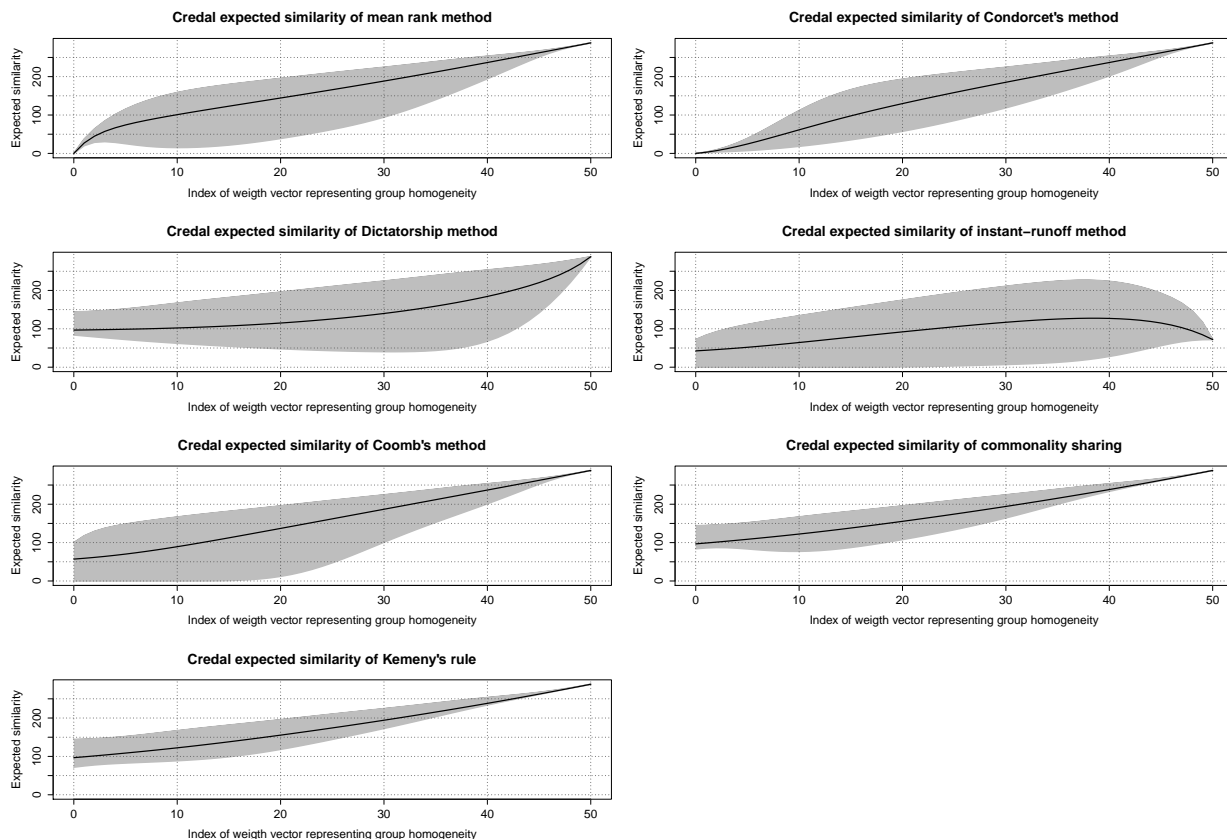 Credal expected similarity of mean rank method
Expected similarity
0 100 200
0 10 20 30 40 50
Index of weigth vector representing group homogeneity
Credal expected similarity of Condorcet's method
Expected similarity
0 100 200
0 10 20 30 40 50
Index of weigth vector representing group homogeneity
Credal expected similarity of Dictatorship method
Expected similarity
0 100 200
0 10 20 30 40 50
Index of weigth vector representing group homogeneity
Credal expected similarity of instant−runoff method
Expected similarity
0 100 200
0 10 20 30 40 50
Index of weigth vector representing group homogeneity
Credal expected similarity of Coomb's method
Expected similarity
0 100 200
0 10 20 30 40 50
Index of weigth vector representing group homogeneity
Credal expected similarity of commonality sharing
Expected similarity
0 100 200
0 10 20 30 40 50
Index of weigth vector representing group homogeneity
Credal expected similarity of Kemeny's rule
Expected similarity
0 100 200
0 10 20 30 40 50
Index of weigth vector representing group homogeneity